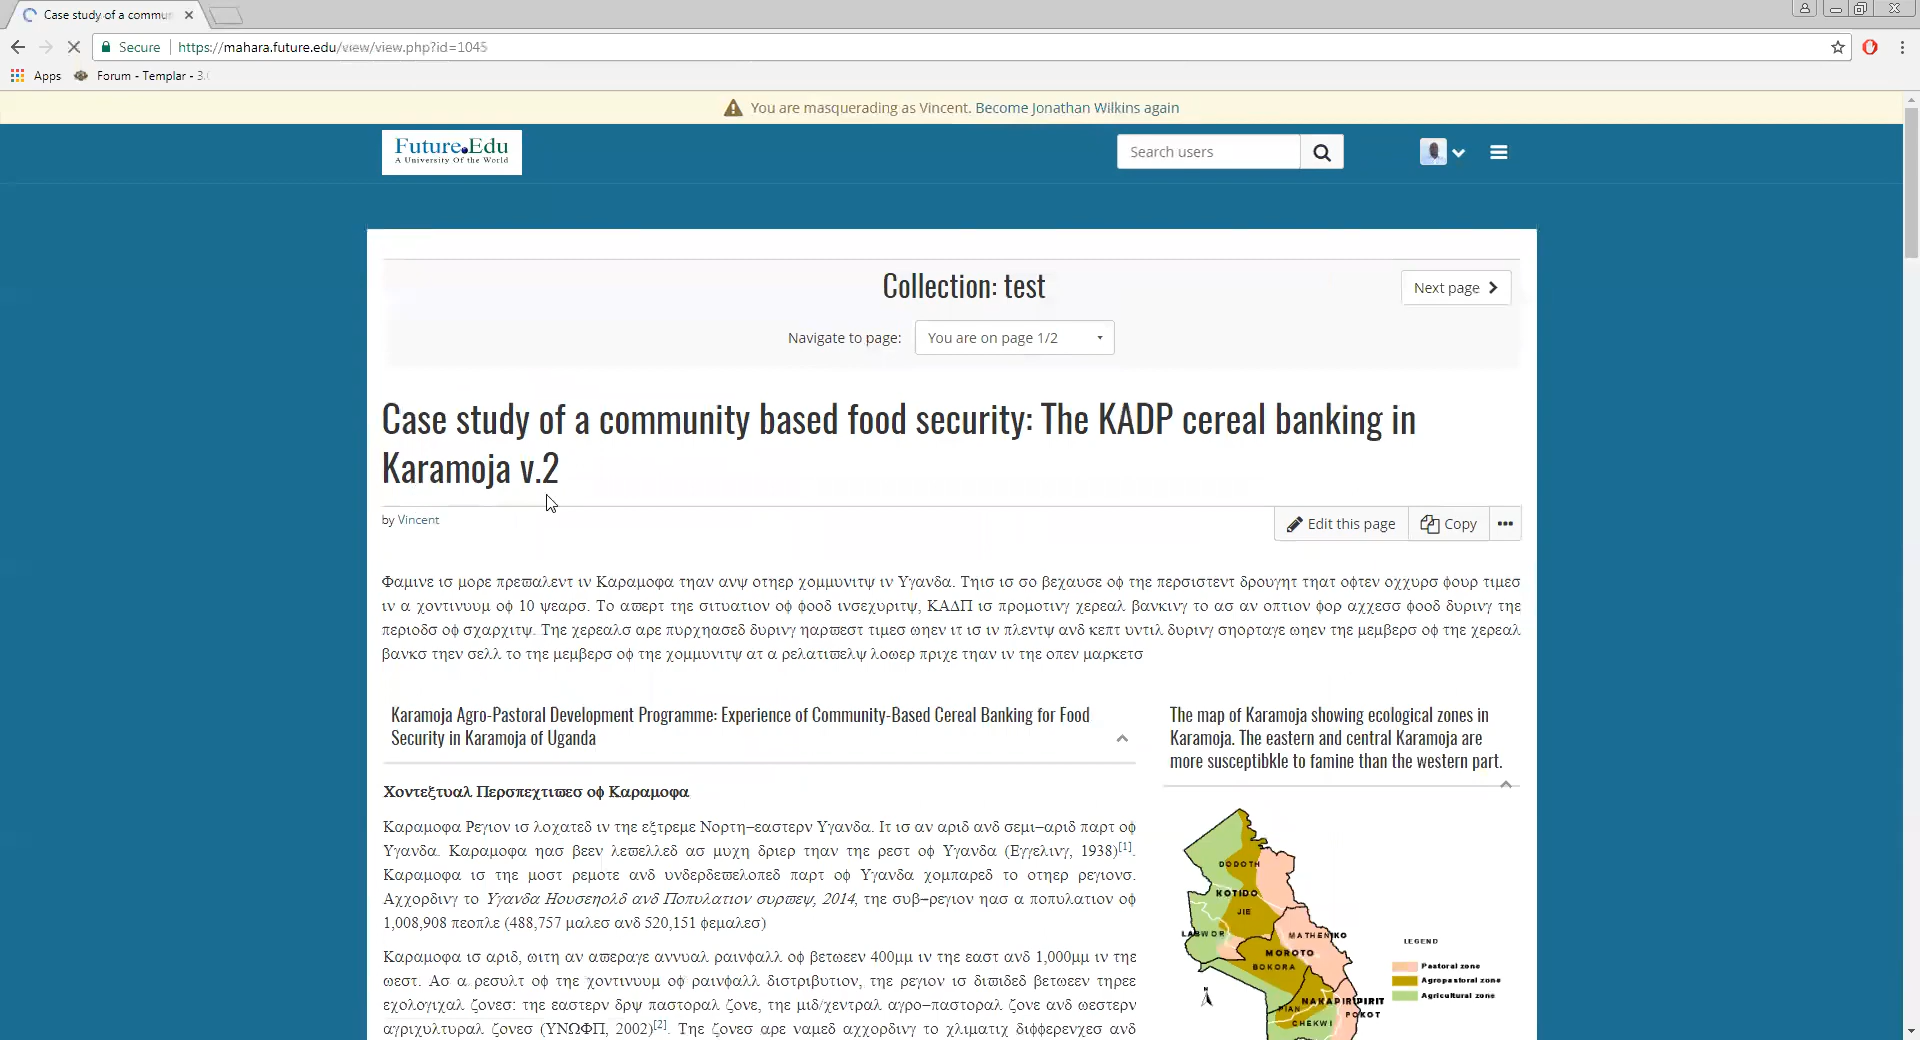 Case study of a commun
Secure https://mahara.future.edu/view/view.php?id=1045
Apps Forum - Templar - 3.
You are masquerading as Vincent. Become Jonathan Wilkins again
Future.Edu
A University Of the World
Search users
Collection: test
Next page
Navigate to page: You are on page 1/2
Case study of a community based food security: The KADP cereal banking in
Karamoja v.2
by Vincent
Edit this page Copy
Φαμινε ισ μορε πρεϖαλεντ ιν Καραμοφα τηαν ανψ οτηερ χομμυνιτψ ιν Υγανδα. Τηισ ισ σο βεχαυσε οφ τηε περσιστεντ δρουγητ τηατ οφτεν οχχυρσ φουρ τιμεσ
ιν α χοντινυυμ οφ 10 ψεαρσ. Το αϖερτ τηε σιτυατιον οφ φοοδ ινσεχυριτψ, ΚΑΔΠ ισ προμοτινγ χερεαλ βανκινγ το ασ αν οπτιον φορ αχχεσσ φοοδ δυρινγ τηε
περιοδσ οφ σχαρχιτψ. Τηε χερεαλσ αρε πυρχηασεδ δυρινγ ηαρϖεστ τιμεσ ωηεν ιτ ισ ιν πλεντψ ανδ κεπτ υντιλ δυρινγ σηορταγε ωηεν τηε μεμβερσ οφ τηε χερεαλ
βανκσ τηεν σελλ το τηε μεμβερσ οφ τηε χομμυνιτψ ατ α ρελατιϖελψ λοωερ πριχε τηαν ιν τηε οπεν μαρκετσ
Karamoja Agro-Pastoral Development Programme: Experience of Community-Based Cereal Banking for Food
Security in Karamoja of Uganda
Χοντεξτυαλ Περσπεχτιϖεσ οφ Καραμοφα
Καραμοφα Ρεγιον ισ λοχατεδ ιν τηε εξτρεμε Νορτη−εαστερν Υγανδα. Ιτ ισ αν αριδ ανδ σεμι−αριδ παρτ οφ
Υγανδα. Καραμοφα ηασ βεεν λεϖελλεδ ασ μυχη δριερ τηαν τηε ρεστ οφ Υγανδα (Εγγελινγ, 1938)[1].
Καραμοφα ισ τηε μοστ ρεμοτε ανδ υνδερδεϖελοπεδ παρτ οφ Υγανδα χομπαρεδ το οτηερ ρεγιονσ.
Αχχορδινγ το Υγανδα Ηουσεηολδ ανδ Ποπυλατιον συρϖεψ, 2014, τηε συβ−ρεγιον ηασ α ποπυλατιον οφ
1,008,908 πεοπλε (488,757 μαλεσ ανδ 520,151 φεμαλεσ)
Καραμοφα ισ αριδ, ωιτη αν αϖεραγε αννυαλ ραινφαλλ οφ βετωεεν 400μμ ιν τηε εαστ ανδ 1,000μμ ιν τηε
ωεστ. Ασ α ρεσυλτ οφ τηε χοντινυυμ οφ ραινφαλλ διστριβυτιον, τηε ρεγιον ισ διϖιδεδ βετωεεν τηρεε
εχολογιχαλ ζονεσ: τηε εαστερν δρψ παστοραλ ζονε, τηε μιδ/χεντραλ αγρο−παστοραλ ζονε ανδ ωεστερν
αγριχυλτυραλ ζονεσ (ΥΝΩΦΠ, 2002)[2]. Τηε ζονεσ αρε ναμεδ αχχορδινγ το χλιματιχ διφφερενχεσ ανδ
The map of Karamoja showing ecological zones in
Karamoja. The eastern and central Karamoja are
more susceptibkle to famine than the western part.
DODOTH
KOTIDO
JIE
LABWOR
MATHENIKO
MOROTO
BOKORA
NAKAPIRIPIRIT
PIAN
POKOT
CHEKWI
N
LEGEND
Pastoral zone
Agropastoral zone
Agricultural zone